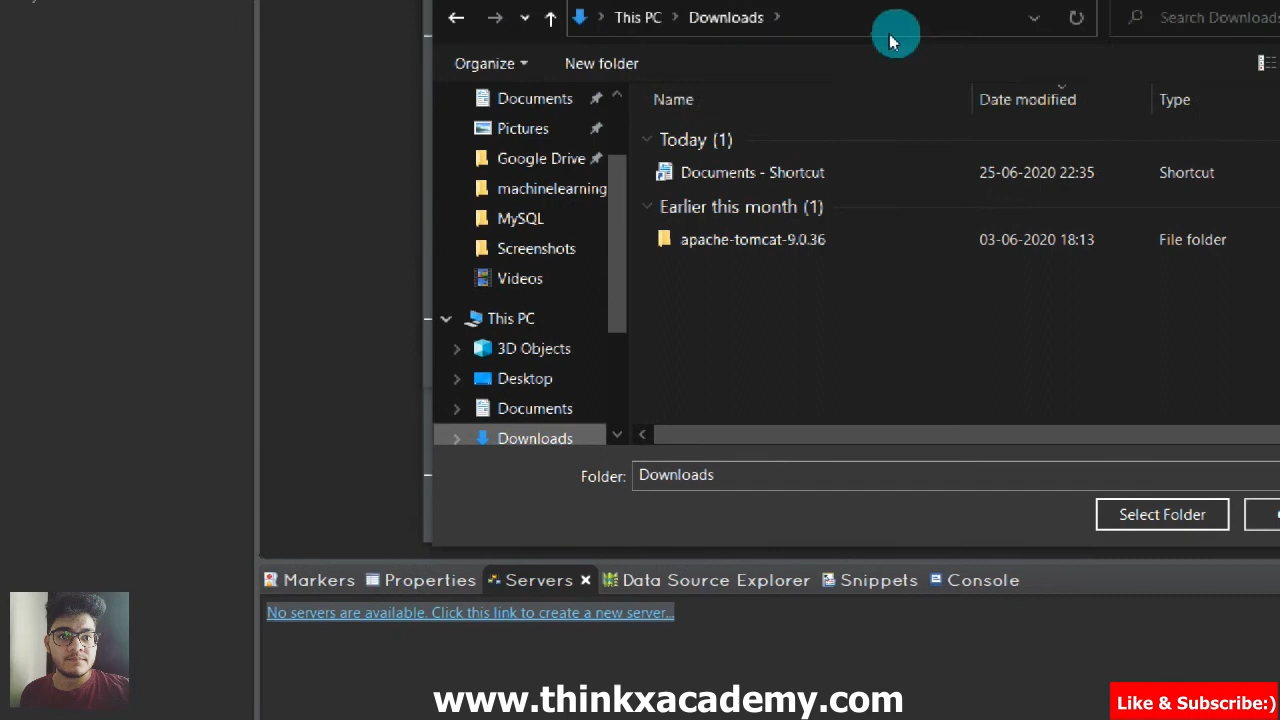 This PC Downloads Search Downloads
Organize New folder
Documents
Pictures
Google Drive
machinelearning
MySQL
Screenshots
Videos
This PC
3D Objects
Desktop
Documents
Downloads
Name Date modified Type
Today (1)
Documents - Shortcut 25-06-2020 22:35 Shortcut
Earlier this month (1)
apache-tomcat-9.0.36 03-06-2020 18:13 File folder
Folder: Downloads
Select Folder
Markers Properties Servers Data Source Explorer Snippets Console
No servers are available. Click this link to create a new server...
www.thinkxacademy.com
Like & Subscribe:)